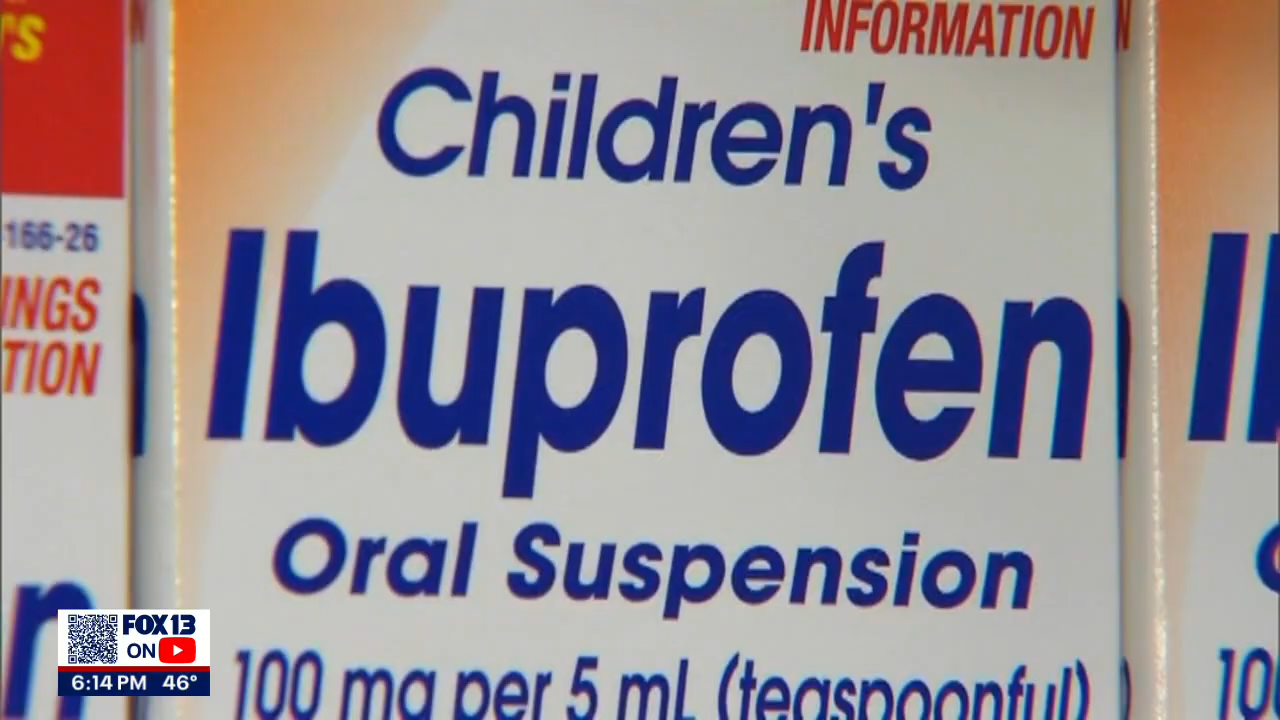 INFORMATION
Children's
Ibuprofen
Oral Suspension
100 mg per 5 mL (teaspoonful)
's
-166-26
INGS
TION
FOX13
ON
6:14 PM 46°